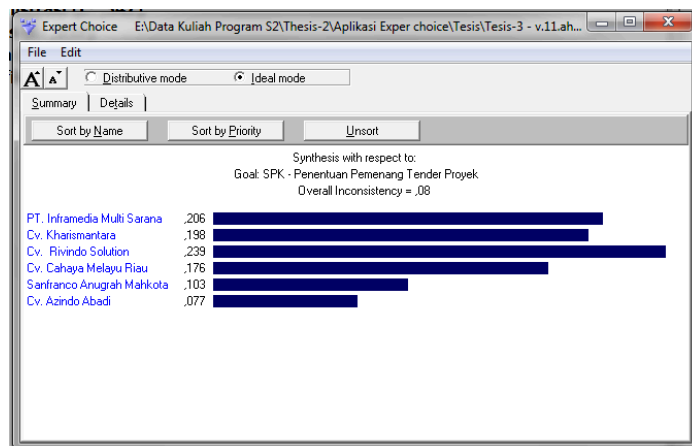 Expert Choice E:\Data Kuliah Program S2\Thesis-2\Aplikasi Exper choice\Tesis\Tesis-3 - v.11.ah...
File Edit
A A Distributive mode Ideal mode
Summary Details
Sort by Name Sort by Priority Unsort
Synthesis with respect to:
Goal: SPK - Penentuan Pemenang Tender Proyek
Overall Inconsistency = ,08
PT. Inframedia Multi Sarana ,206
Cv. Kharismantara ,198
Cv. Rivindo Solution ,239
Cv. Cahaya Melayu Riau ,176
Sanfranco Anugrah Mahkota ,103
Cv. Azindo Abadi ,077